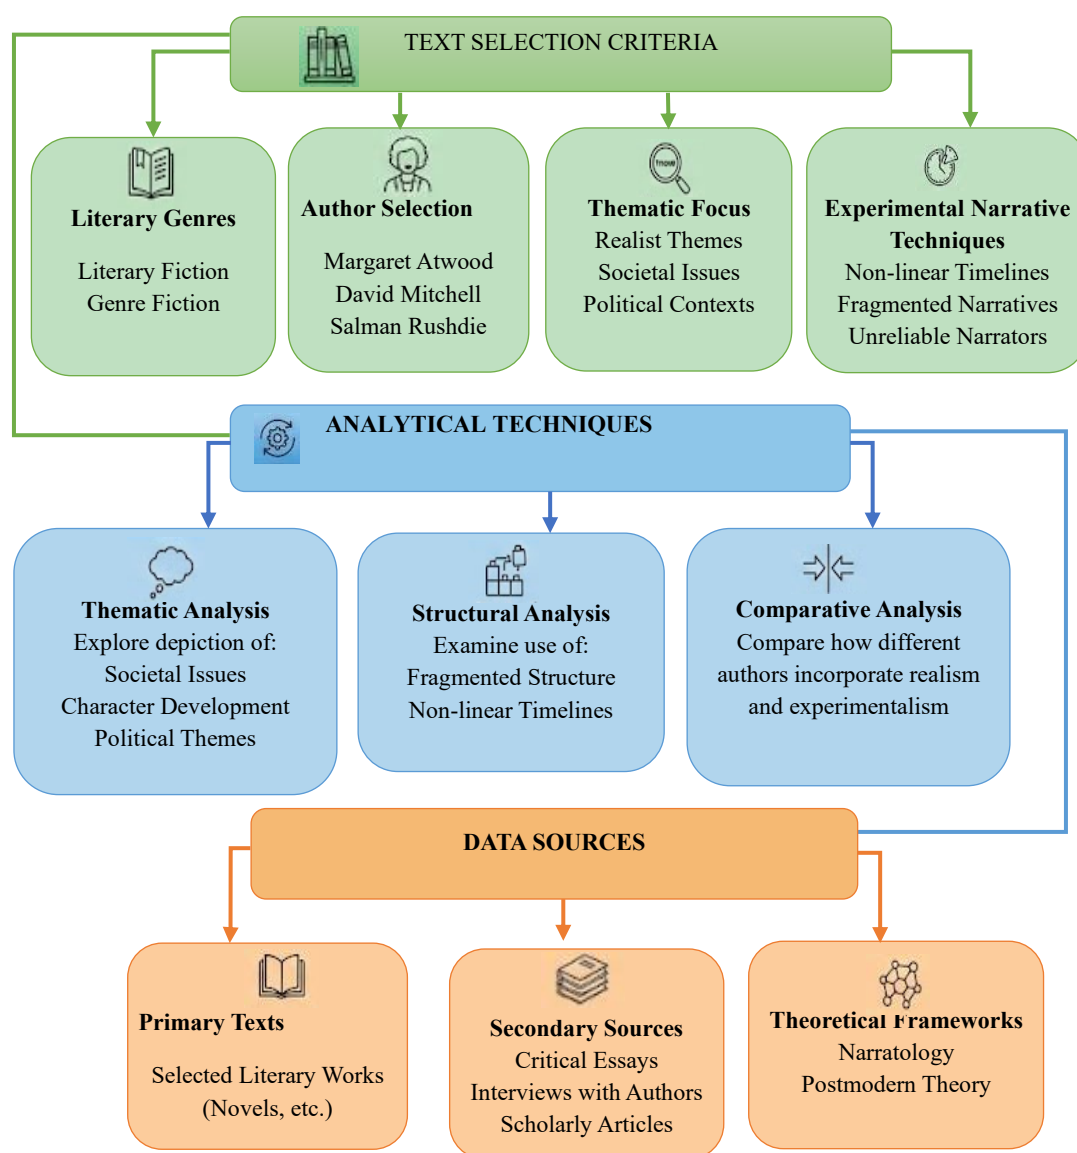 TEXT SELECTION CRITERIA
Literary Genres
Literary Fiction
Genre Fiction
Author Selection
Margaret Atwood
David Mitchell
Salman Rushdie
Thematic Focus
Realist Themes
Societal Issues
Political Contexts
Experimental Narrative
Techniques
Non-linear Timelines
Fragmented Narratives
Unreliable Narrators
ANALYTICAL TECHNIQUES
Thematic Analysis
Explore depiction of:
Societal Issues
Character Development
Political Themes
Structural Analysis
Examine use of:
Fragmented Structure
Non-linear Timelines
Comparative Analysis
Compare how different
authors incorporate realism
and experimentalism
DATA SOURCES
Primary Texts
Selected Literary Works
(Novels, etc.)
Secondary Sources
Critical Essays
Interviews with Authors
Scholarly Articles
Theoretical Frameworks
Narratology
Postmodern Theory